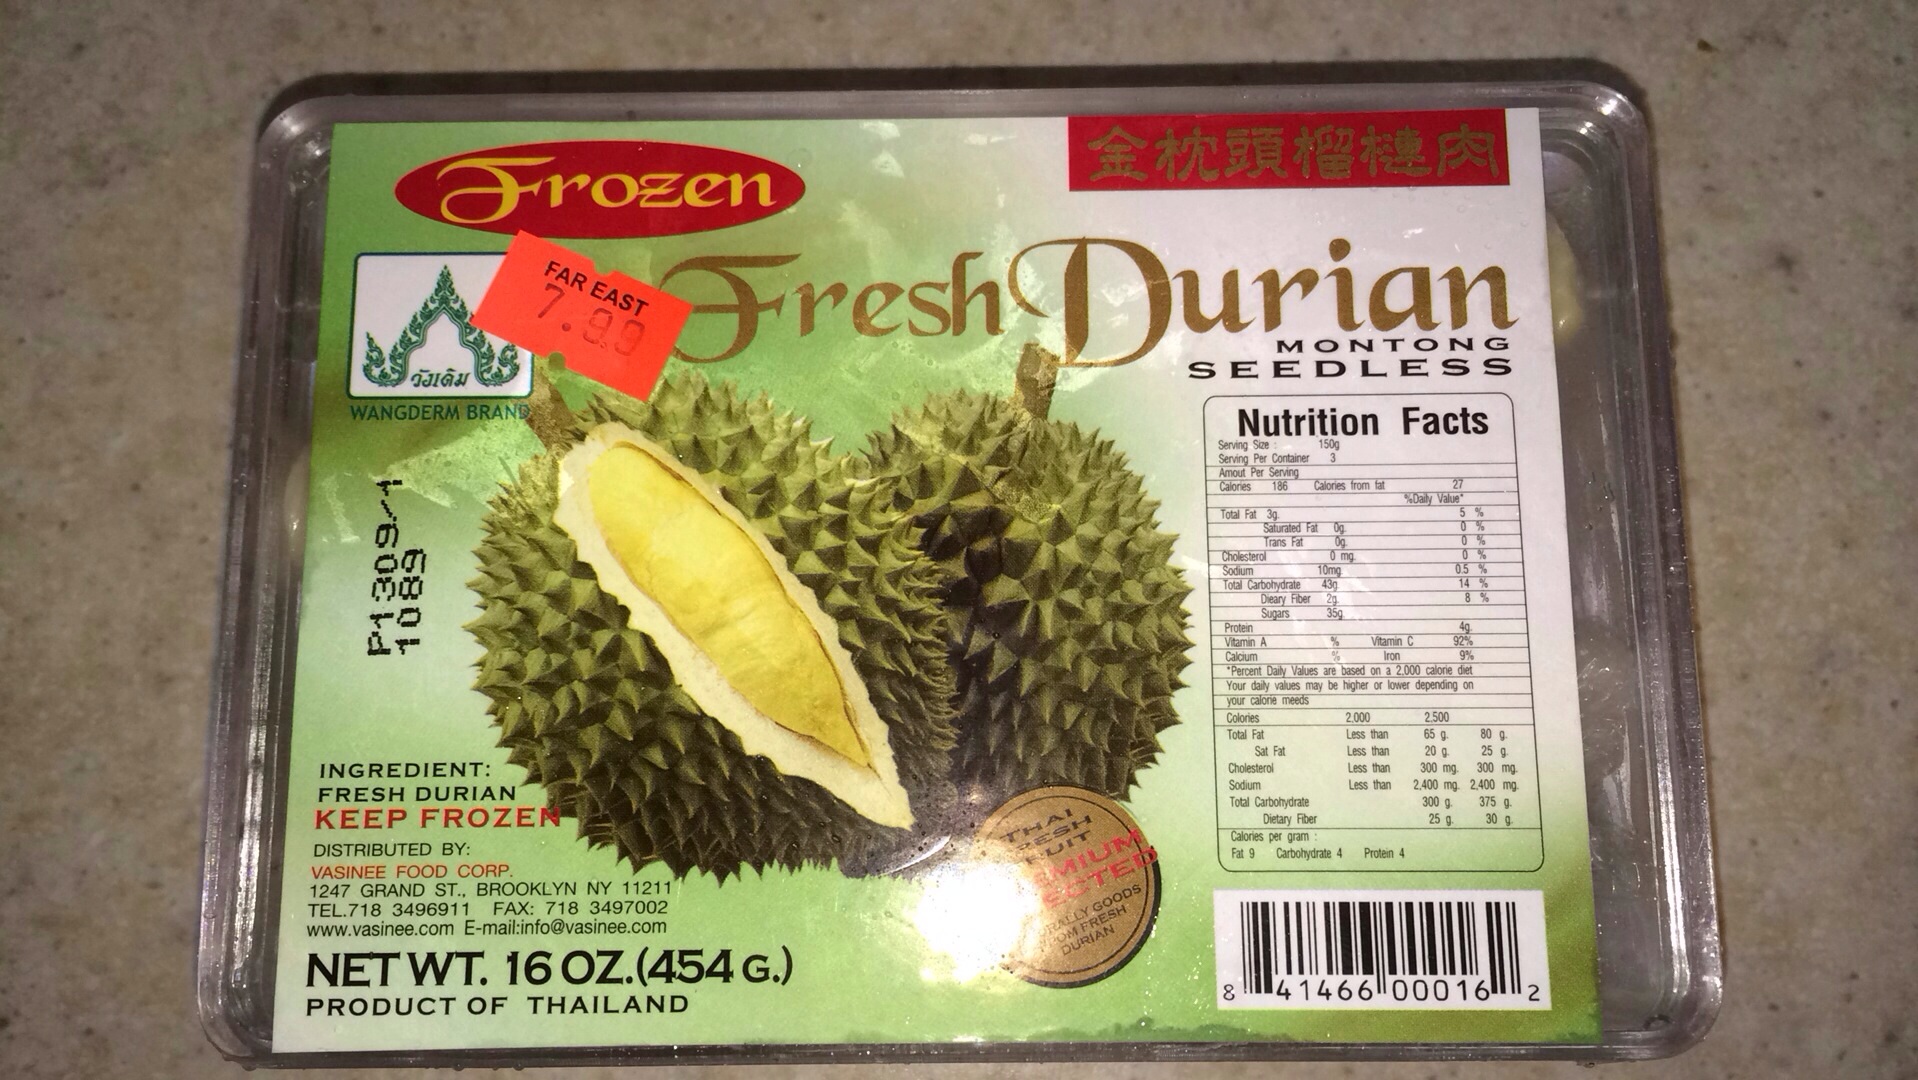 Frozen
金枕頭榴槤肉
FAR EAST
7.99
Fresh Durian
MONTONG
SEEDLESS
วังเดิม
WANGDERM BRAND
P1309/1
1089
Nutrition Facts
Serving Size : 150g
Serving Per Container 3
Amout Per Serving
Calories 186 Calories from fat 27
%Daily Value*
Total Fat 3g. 5 %
Saturated Fat 0g. 0 %
Trans Fat 0g. 0 %
Cholesterol 0 mg. 0 %
Sodium 10mg. 0.5 %
Total Carbohydrate 43g. 14 %
Dieary Fiber 2g. 8 %
Sugars 35g.
Protein 4g.
Vitamin A % Vitamin C 92%
Calcium % Iron 9%
*Percent Daily Values are based on a 2,000 calorie diet
Your daily values may be higher or lower depending on
your calorie meeds
Calories 2,000 2,500
Total Fat Less than 65 g. 80 g.
Sat Fat Less than 20 g. 25 g.
Cholesterol Less than 300 mg. 300 mg.
Sodium Less than 2,400 mg. 2,400 mg.
Total Carbohydrate 300 g. 375 g.
Dietary Fiber 25 g. 30 g.
Calories per gram :
Fat 9 Carbohydrate 4 Protein 4
INGREDIENT:
FRESH DURIAN
KEEP FROZEN
DISTRIBUTED BY:
VASINEE FOOD CORP.
1247 GRAND ST., BROOKLYN NY 11211
TEL.718 3496911 FAX: 718 3497002
www.vasinee.com E-mail:info@vasinee.com
NET WT. 16 OZ.(454 G.)
PRODUCT OF THAILAND
THAI
GOODS
FRESH
DURIAN
8 41466 00016 2